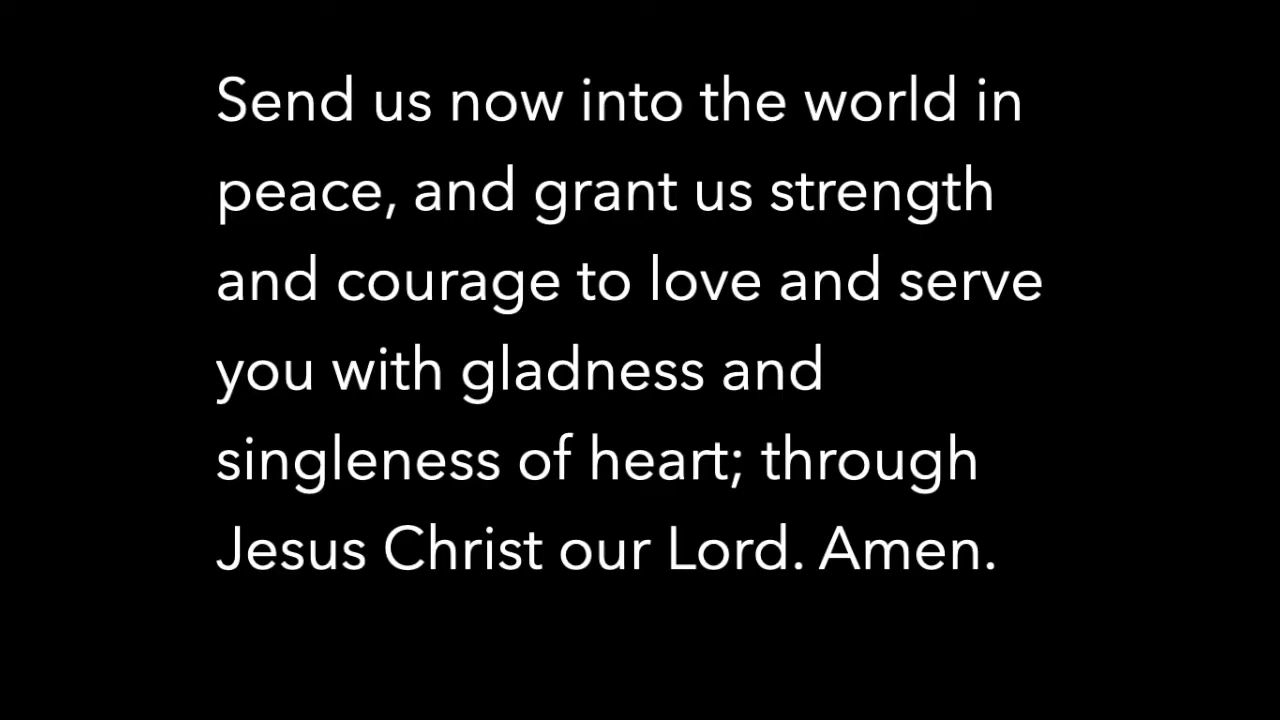 Send us now into the world in
peace, and grant us strength
and courage to love and serve
you with gladness and
singleness of heart; through
Jesus Christ our Lord. Amen.